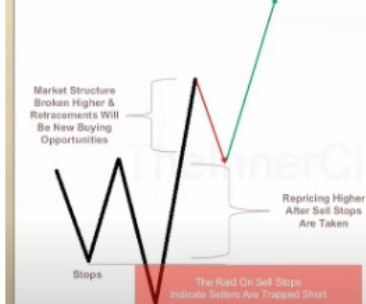 Market Structure
Broken Higher &
Retracements Will
Be New Buying
Opportunities
TheInnerCi
Repricing Higher
After Sell Stops
Are Taken
Stops
The Raid On Sell Stops
Indicate Sellers Are Trapped Short